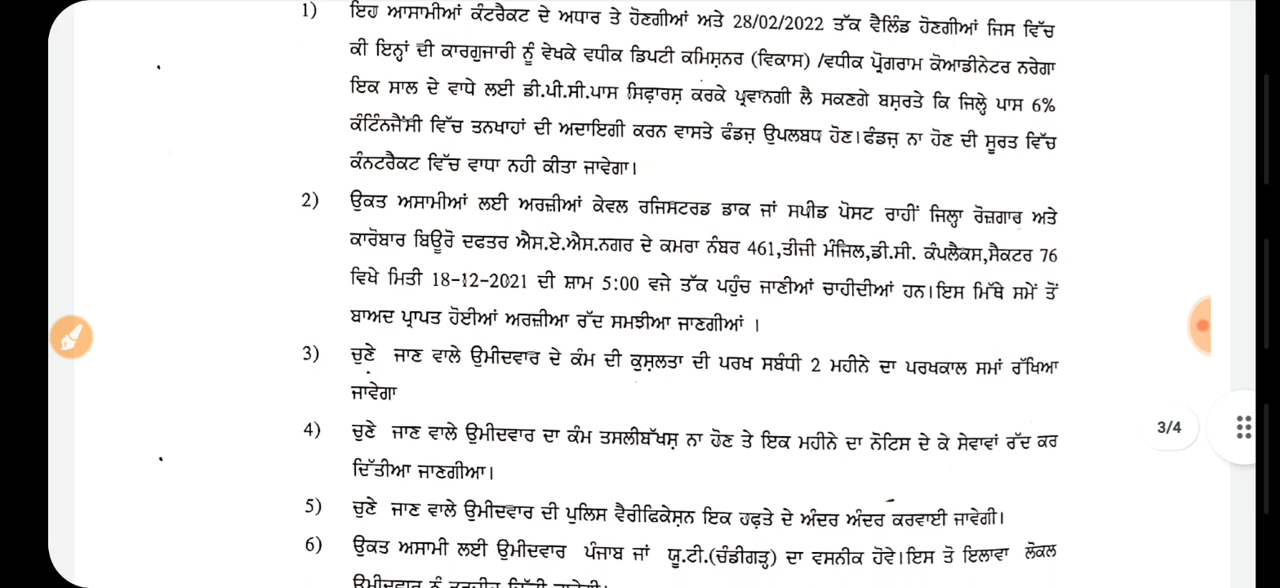 1) ਇਹ ਆਸਾਮੀਆਂ ਕੰਟਰੈਕਟ ਦੇ ਅਧਾਰ ਤੇ ਹੋਣਗੀਆਂ ਅਤੇ 28/02/2022 ਤੱਕ ਵੈਲਿੰਡ ਹੋਣਗੀਆਂ ਜਿਸ ਵਿੱਚ
ਕੀ ਇਨ੍ਹਾਂ ਦੀ ਕਾਰਗੁਜਾਰੀ ਨੂੰ ਵੇਖਕੇ ਵਧੀਕ ਡਿਪਟੀ ਕਮਿਸ਼ਨਰ (ਵਿਕਾਸ) /ਵਧੀਕ ਪ੍ਰੋਗਰਾਮ ਕੋਆਡੀਨੇਟਰ ਨਰੇਗਾ
ਇਕ ਸਾਲ ਦੇ ਵਾਧੇ ਲਈ ਡੀ.ਪੀ.ਸੀ.ਪਾਸ ਸਿਫ਼ਾਰਸ਼ ਕਰਕੇ ਪ੍ਰਵਾਨਗੀ ਲੈ ਸਕਣਗੇ ਬਸ਼ਰਤੇ ਕਿ ਜਿਲ੍ਹੇ ਪਾਸ 6%
ਕੰਟਿੰਨਜੈਂਸੀ ਵਿੱਚ ਤਨਖਾਹਾਂ ਦੀ ਅਦਾਇਗੀ ਕਰਨ ਵਾਸਤੇ ਫੰਡਜ਼ ਉਪਲਬਧ ਹੋਣ।ਫੰਡਜ਼ ਨਾ ਹੋਣ ਦੀ ਸੂਰਤ ਵਿੱਚ
ਕੰਨਟਰੈਕਟ ਵਿੱਚ ਵਾਧਾ ਨਹੀ ਕੀਤਾ ਜਾਵੇਗਾ।
2) ਉਕਤ ਅਸਾਮੀਆਂ ਲਈ ਅਰਜ਼ੀਆਂ ਕੇਵਲ ਰਜਿਸਟਰਡ ਡਾਕ ਜਾਂ ਸਪੀਡ ਪੋਸਟ ਰਾਹੀਂ ਜਿਲ੍ਹਾ ਰੋਜ਼ਗਾਰ ਅਤੇ
ਕਾਰੋਬਾਰ ਬਿਊਰੋ ਦਫਤਰ ਐਸ.ਏ.ਐਸ.ਨਗਰ ਦੇ ਕਮਰਾ ਨੰਬਰ 461,ਤੀਜੀ ਮੰਜਿਲ,ਡੀ.ਸੀ. ਕੰਪਲੈਕਸ,ਸੈਕਟਰ 76
ਵਿਖੇ ਮਿਤੀ 18-12-2021 ਦੀ ਸ਼ਾਮ 5:00 ਵਜੇ ਤੱਕ ਪਹੁੰਚ ਜਾਣੀਆਂ ਚਾਹੀਦੀਆਂ ਹਨ।ਇਸ ਮਿੱਥੇ ਸਮੇਂ ਤੋਂ
ਬਾਅਦ ਪ੍ਰਾਪਤ ਹੋਈਆਂ ਅਰਜ਼ੀਆ ਰੱਦ ਸਮਝੀਆ ਜਾਣਗੀਆਂ ।
3) ਚੁਣੇ ਜਾਣ ਵਾਲੇ ਉਮੀਦਵਾਰ ਦੇ ਕੰਮ ਦੀ ਕੁਸ਼ਲਤਾ ਦੀ ਪਰਖ ਸਬੰਧੀ 2 ਮਹੀਨੇ ਦਾ ਪਰਖਕਾਲ ਸਮਾਂ ਰੱਖਿਆ
ਜਾਵੇਗਾ
4) ਚੁਣੇ ਜਾਣ ਵਾਲੇ ਉਮੀਦਵਾਰ ਦਾ ਕੰਮ ਤਸਲੀਬੱਖਸ਼ ਨਾ ਹੋਣ ਤੇ ਇਕ ਮਹੀਨੇ ਦਾ ਨੋਟਿਸ ਦੇ ਕੇ ਸੇਵਾਵਾਂ ਰੱਦ ਕਰ
ਦਿੱਤੀਆ ਜਾਣਗੀਆ।
3/4
5) ਚੁਣੇ ਜਾਣ ਵਾਲੇ ਉਮੀਦਵਾਰ ਦੀ ਪੁਲਿਸ ਵੈਰੀਫਿਕੇਸ਼ਨ ਇਕ ਹਫ਼ਤੇ ਦੇ ਅੰਦਰ ਅੰਦਰ ਕਰਵਾਈ ਜਾਵੇਗੀ।
6) ਉਕਤ ਅਸਾਮੀ ਲਈ ਉਮੀਦਵਾਰ ਪੰਜਾਬ ਜਾਂ ਯੂ.ਟੀ.(ਚੰਡੀਗੜ੍ਹ) ਦਾ ਵਸਨੀਕ ਹੋਵੇ।ਇਸ ਤੋ ਇਲਾਵਾ ਲੋਕਲ